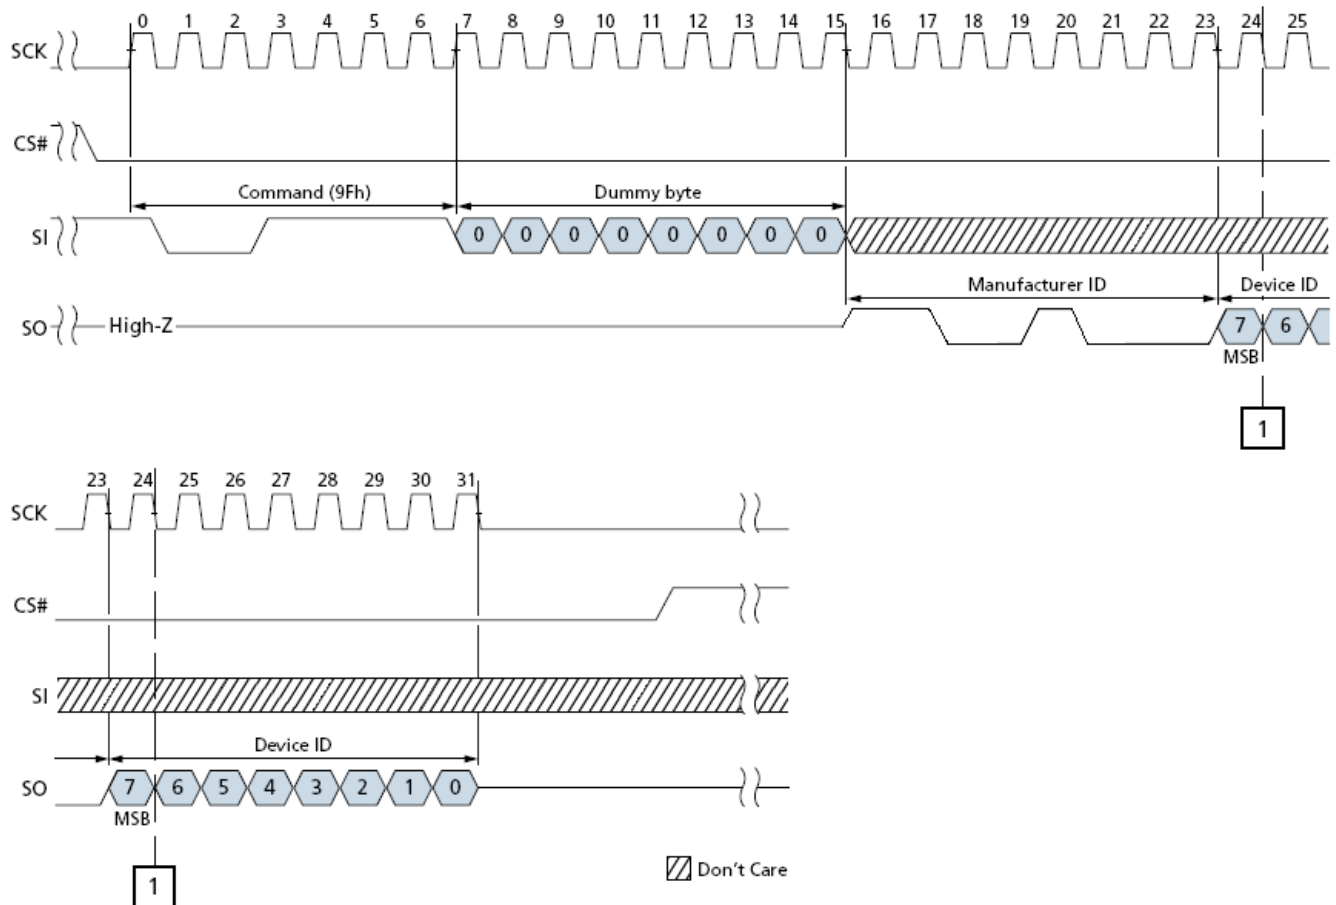 0 1 2 3 4 5 6 7 8 9 10 11 12 13 14 15 16 17 18 19 20 21 22 23 24 25
SCK
CS#
Command (9Fh) Dummy byte
SI 0 0 0 0 0 0 0 0
Manufacturer ID Device ID
SO High-Z 7 6
MSB
1
23 24 25 26 27 28 29 30 31
SCK
CS#
SI
Device ID
SO 7 6 5 4 3 2 1 0
MSB
1
Don't Care